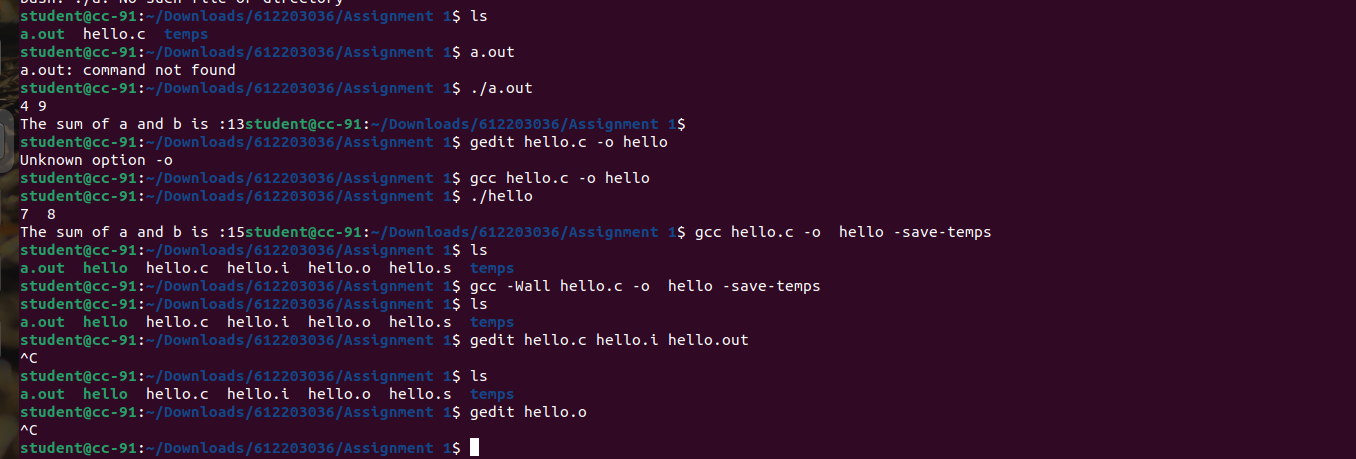 bash: ./a: No such file or directory
student@cc-91:~/Downloads/612203036/Assignment 1$ ls
a.out  hello.c  temps
student@cc-91:~/Downloads/612203036/Assignment 1$ a.out
a.out: command not found
student@cc-91:~/Downloads/612203036/Assignment 1$ ./a.out
4 9
The sum of a and b is :13student@cc-91:~/Downloads/612203036/Assignment 1$
student@cc-91:~/Downloads/612203036/Assignment 1$ gedit hello.c -o hello
Unknown option -o
student@cc-91:~/Downloads/612203036/Assignment 1$ gcc hello.c -o hello
student@cc-91:~/Downloads/612203036/Assignment 1$ ./hello
7  8
The sum of a and b is :15student@cc-91:~/Downloads/612203036/Assignment 1$ gcc hello.c -o  hello -save-temps
student@cc-91:~/Downloads/612203036/Assignment 1$ ls
a.out  hello  hello.c  hello.i  hello.o  hello.s  temps
student@cc-91:~/Downloads/612203036/Assignment 1$ gcc -Wall hello.c -o  hello -save-temps
student@cc-91:~/Downloads/612203036/Assignment 1$ ls
a.out  hello  hello.c  hello.i  hello.o  hello.s  temps
student@cc-91:~/Downloads/612203036/Assignment 1$ gedit hello.c hello.i hello.out
^C
student@cc-91:~/Downloads/612203036/Assignment 1$ ls
a.out  hello  hello.c  hello.i  hello.o  hello.s  temps
student@cc-91:~/Downloads/612203036/Assignment 1$ gedit hello.o
^C
student@cc-91:~/Downloads/612203036/Assignment 1$